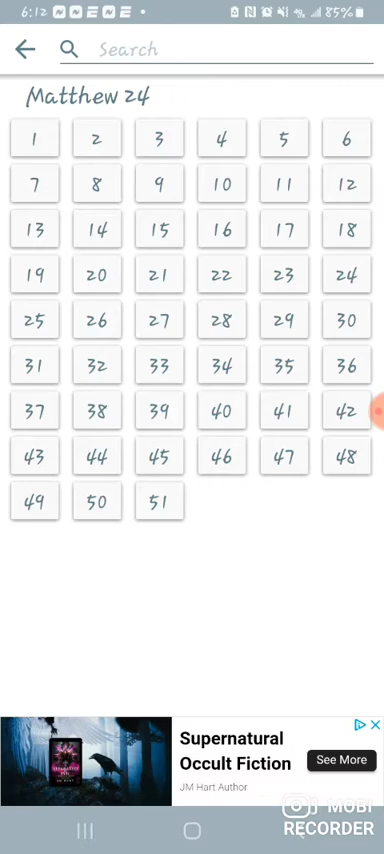 6:12 85%
Search
Matthew 24
1 2 3 4 5 6
7 8 9 10 11 12
13 14 15 16 17 18
19 20 21 22 23 24
25 26 27 28 29 30
31 32 33 34 35 36
37 38 39 40 41 42
43 44 45 46 47 48
49 50 51
Supernatural
Occult Fiction
See More
JM Hart Author
MOBI
RECORDER